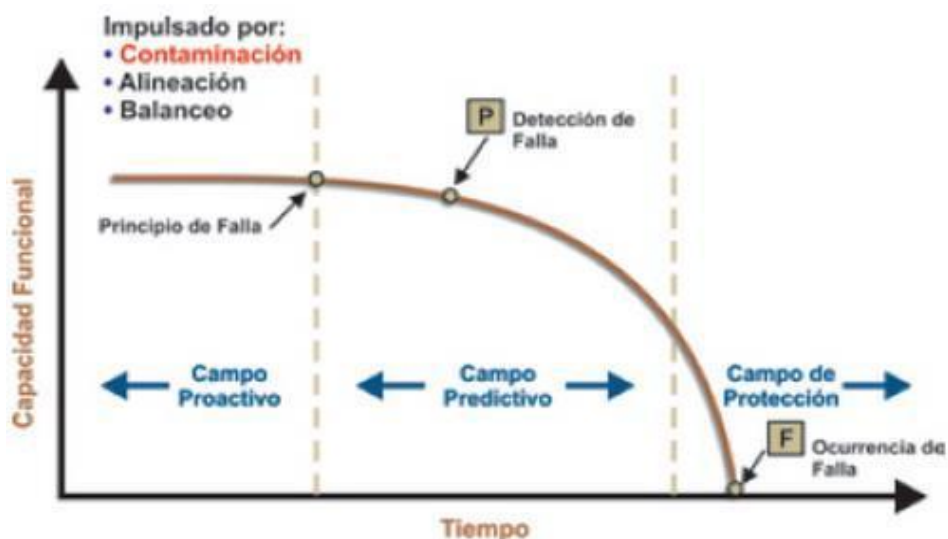 Impulsado por:
• Contaminación
• Alineación
• Balanceo
P
Detección de
Falla
Principio de Falla
Capacidad Funcional
Campo
Proactivo
Campo
Predictivo
Campo de
Protección
F
Ocurrencia de
Falla
Tiempo